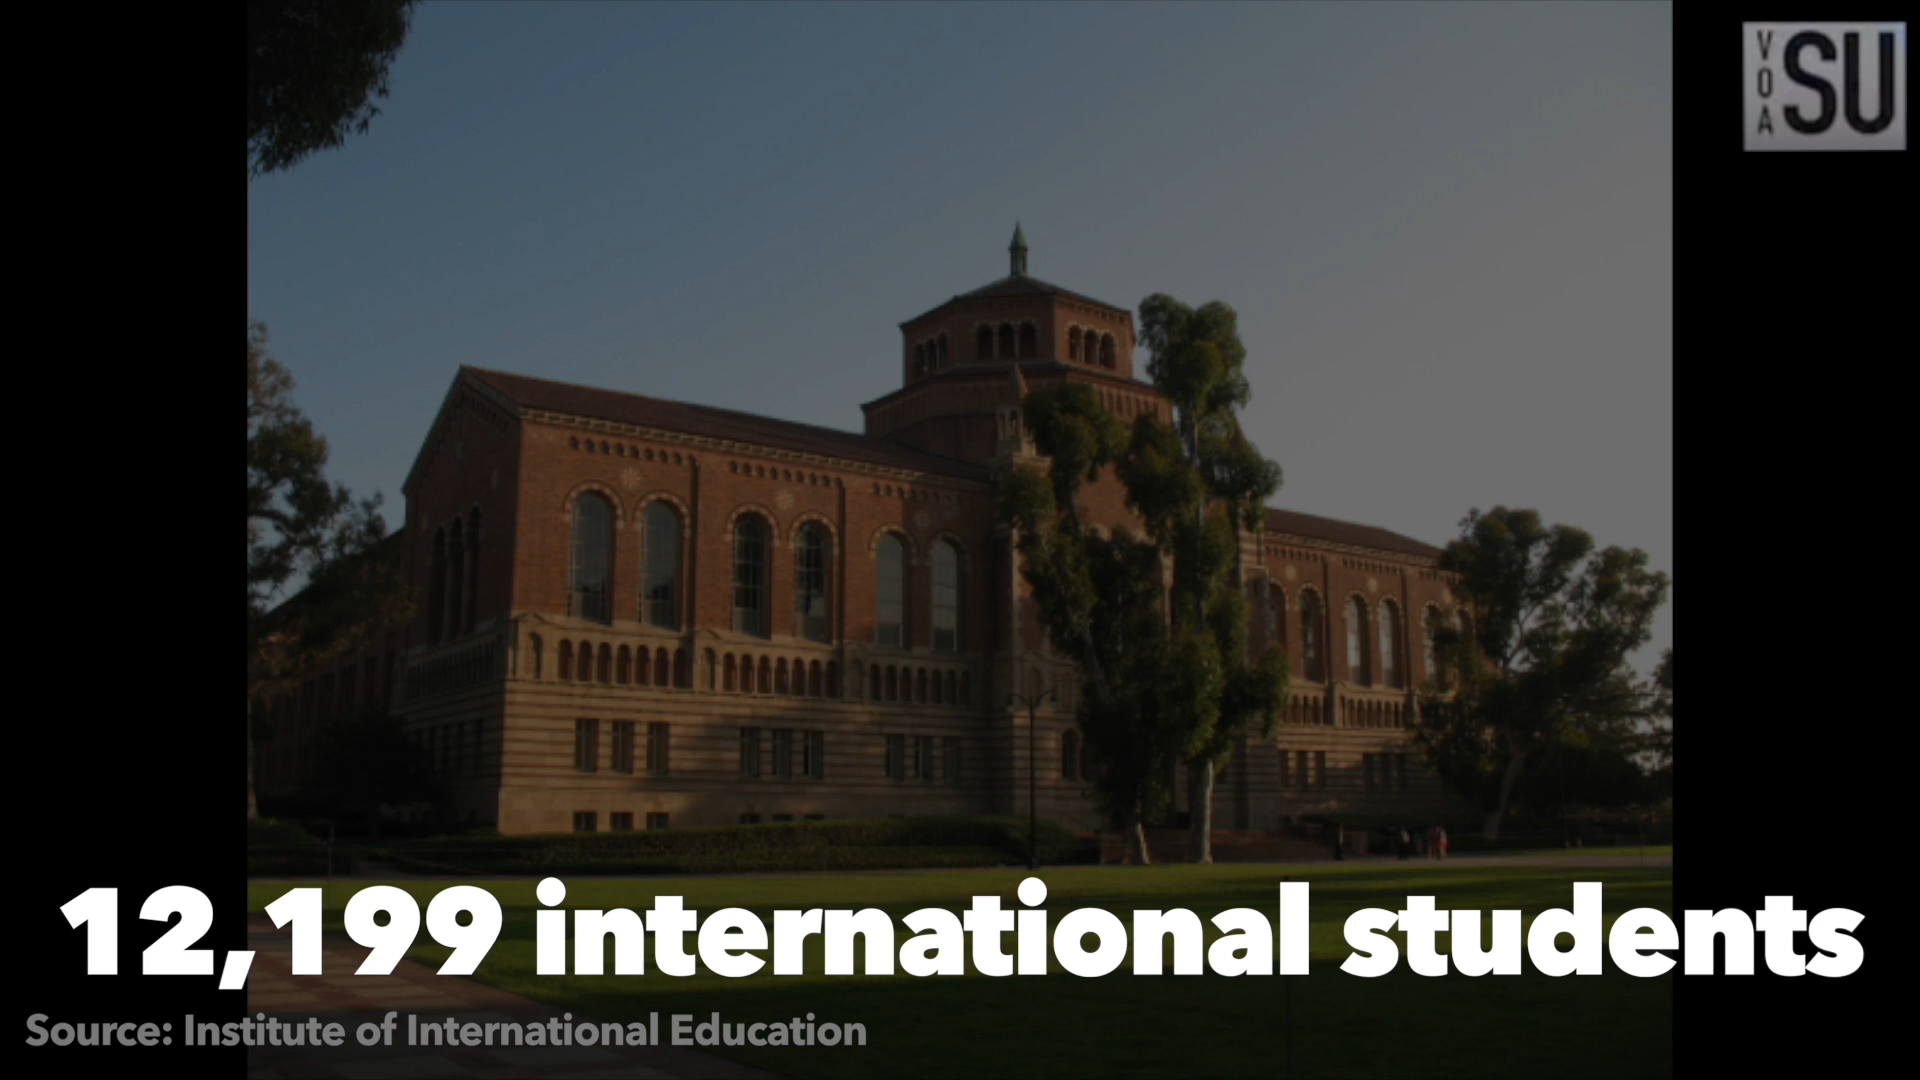 VOA SU
12,199 international students
Source: Institute of International Education